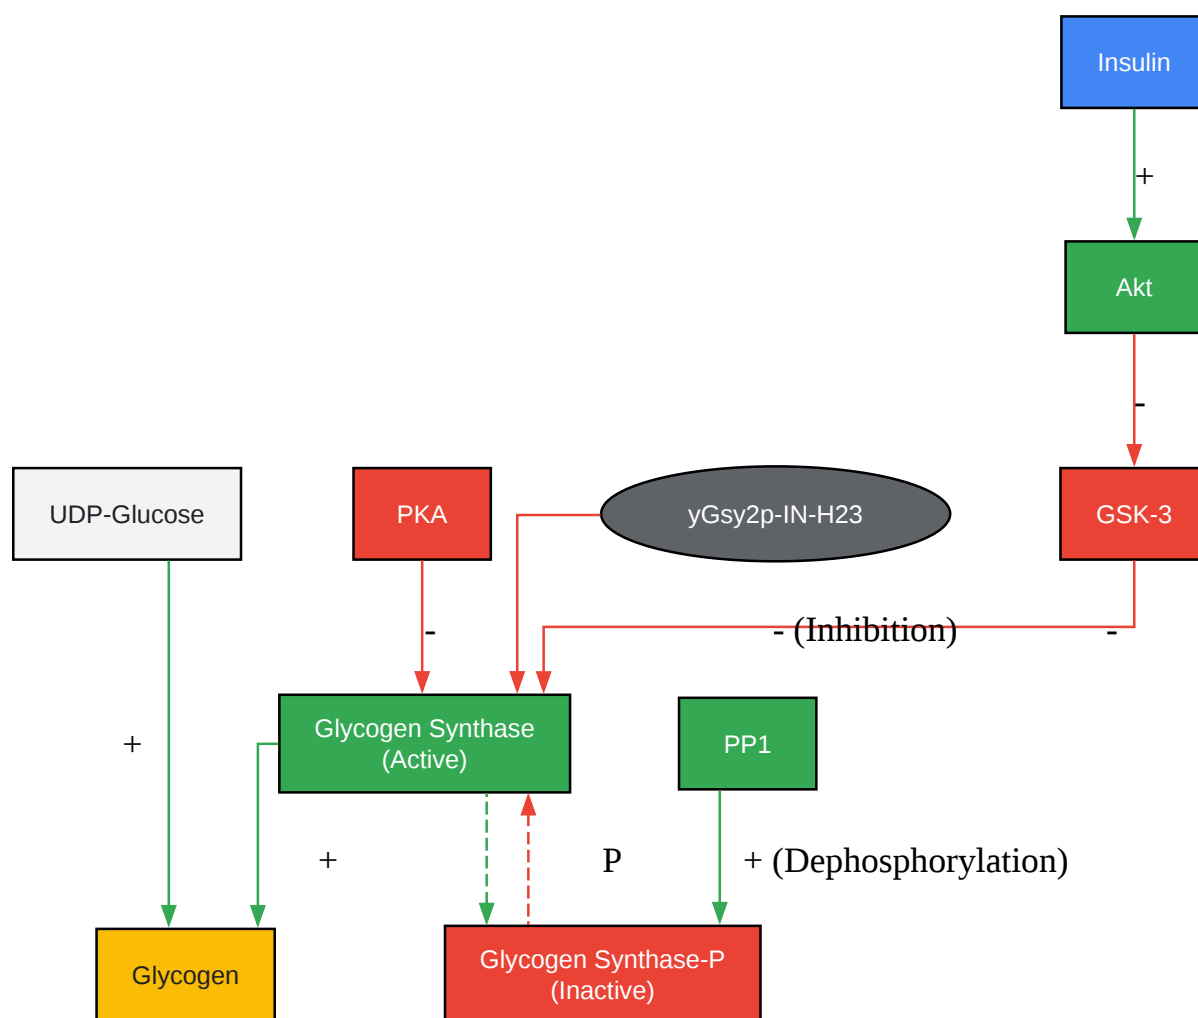 Insulin
+
Akt
-
UDP-Glucose
PKA
yGsy2p-IN-H23
GSK-3
-
- (Inhibition)
-
Glycogen Synthase
(Active)
PP1
+
+
P
+ (Dephosphorylation)
Glycogen
Glycogen Synthase-P
(Inactive)